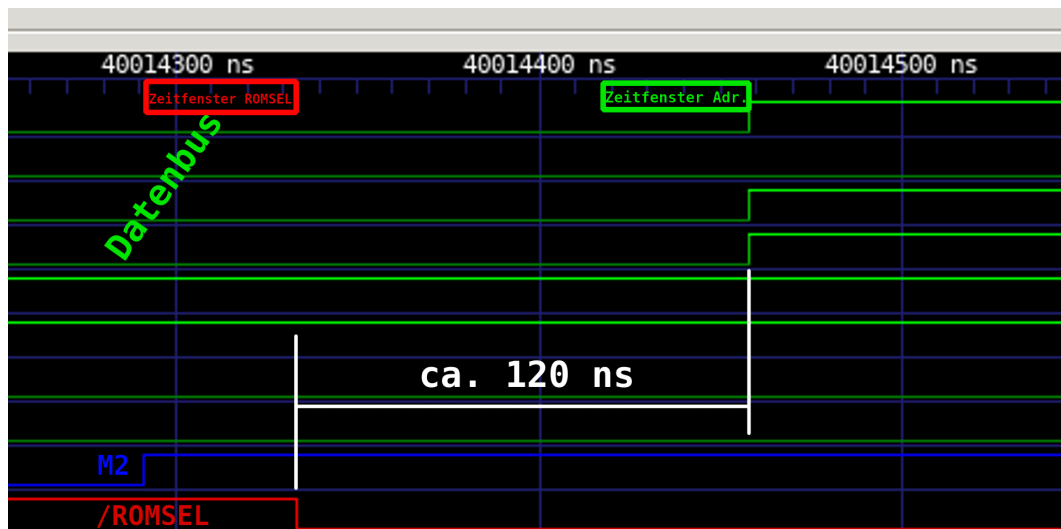 40014300 ns 40014400 ns 40014500 ns
Zeitfenster ROMSEL Zeitfenster Adr.
Datenbus
ca. 120 ns
M2
/ROMSEL